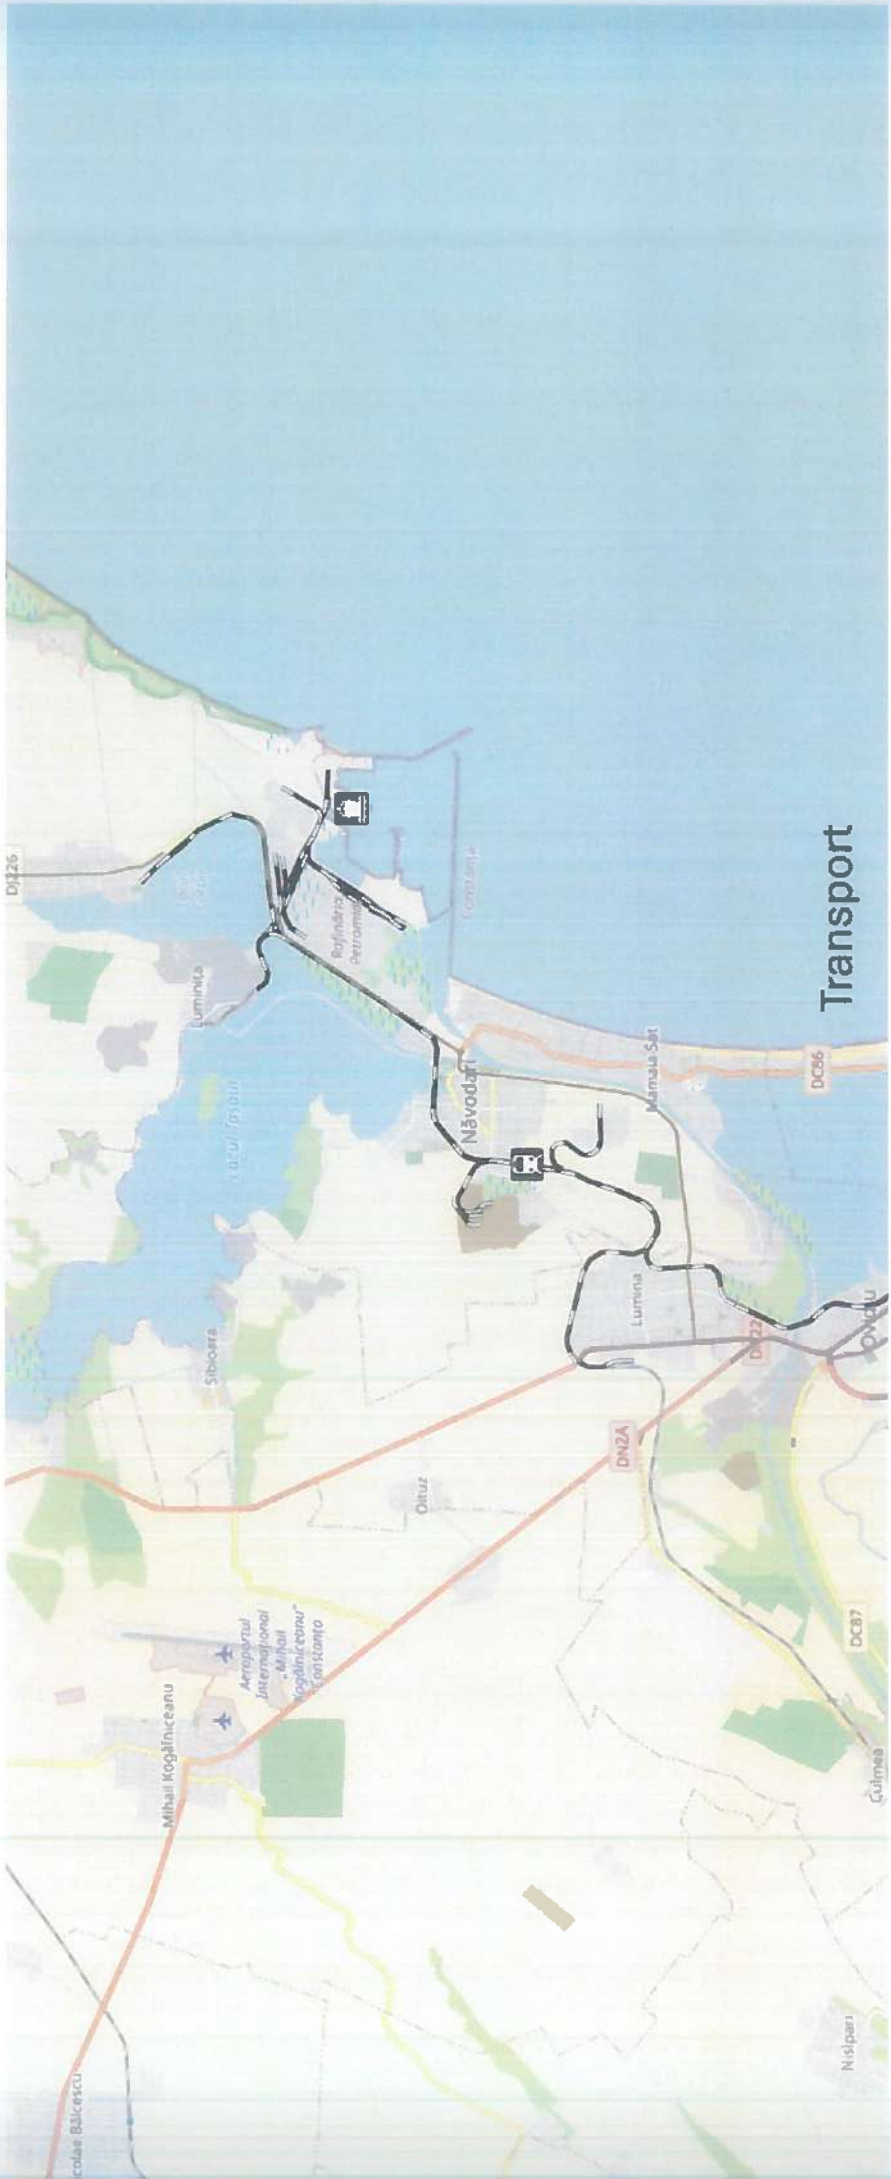 DJ226
Luminița
Lacul Tașaul
Rafinăria
Petromidia
Constanța
Năvodari
Mamaia-Sat
DC86
Sibioara
Lumina
DN22
Ovidiu
DN2A
Oituz
Aeroportul
Internațional
„Mihail
Kogălniceanu"
Constanța
Mihail Kogălniceanu
DC87
Culmea
Nisipari
colae Bălcescu
Transport